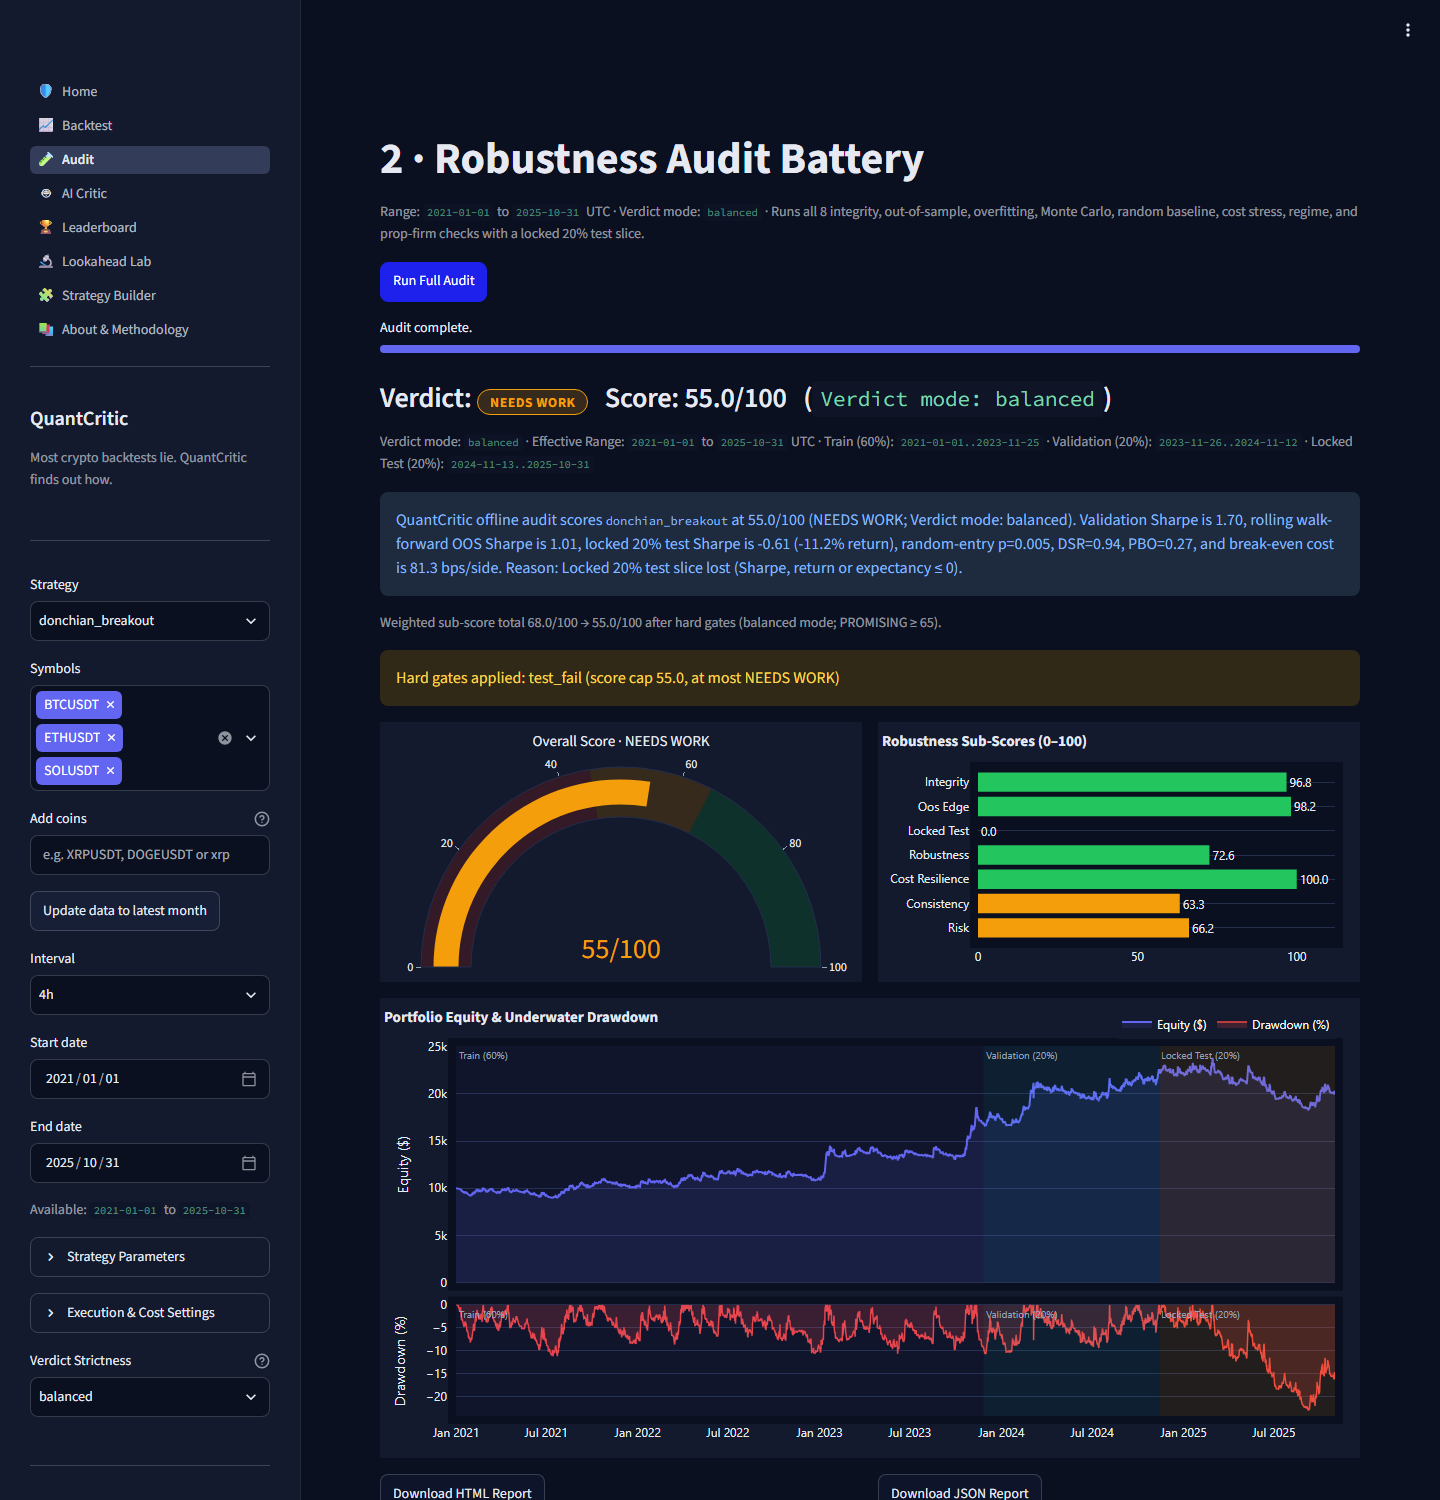 Home
Backtest
Audit
AI Critic
Leaderboard
Lookahead Lab
Strategy Builder
About & Methodology
QuantCritic
Most crypto backtests lie. QuantCritic
finds out how.
Strategy
donchian_breakout
Symbols
BTCUSDT ×
ETHUSDT ×
SOLUSDT ×
Add coins
e.g. XRPUSDT, DOGEUSDT or xrp
Update data to latest month
Interval
4h
Start date
2021/01/01
End date
2025/10/31
Available: 2021-01-01 to 2025-10-31
Strategy Parameters
Execution & Cost Settings
Verdict Strictness
balanced
2 · Robustness Audit Battery
Range: 2021-01-01 to 2025-10-31 UTC · Verdict mode: balanced · Runs all 8 integrity, out-of-sample, overfitting, Monte Carlo, random baseline, cost stress, regime, and
prop-firm checks with a locked 20% test slice.
Run Full Audit
Audit complete.
Verdict: NEEDS WORK Score: 55.0/100 ( Verdict mode: balanced )
Verdict mode: balanced · Effective Range: 2021-01-01 to 2025-10-31 UTC · Train (60%): 2021-01-01..2023-11-25 · Validation (20%): 2023-11-26..2024-11-12 · Locked
Test (20%): 2024-11-13..2025-10-31
QuantCritic offline audit scores donchian_breakout at 55.0/100 (NEEDS WORK; Verdict mode: balanced). Validation Sharpe is 1.70, rolling walk-
forward OOS Sharpe is 1.01, locked 20% test Sharpe is -0.61 (-11.2% return), random-entry p=0.005, DSR=0.94, PBO=0.27, and break-even cost
is 81.3 bps/side. Reason: Locked 20% test slice lost (Sharpe, return or expectancy ≤ 0).
Weighted sub-score total 68.0/100 → 55.0/100 after hard gates (balanced mode; PROMISING ≥ 65).
Hard gates applied: test_fail (score cap 55.0, at most NEEDS WORK)
Overall Score · NEEDS WORK
0
20
40
60
80
100
55/100
Robustness Sub-Scores (0–100)
Integrity 96.8
Oos Edge 98.2
Locked Test 0.0
Robustness 72.6
Cost Resilience 100.0
Consistency 63.3
Risk 66.2
0 50 100
Portfolio Equity & Underwater Drawdown
Equity ($) Drawdown (%)
Train (60%) Validation (20%) Locked Test (20%)
Equity ($)
25k
20k
15k
10k
5k
0
Train (60%) Validation (20%) Locked Test (20%)
Drawdown (%)
0
−5
−10
−15
−20
Jan 2021 Jul 2021 Jan 2022 Jul 2022 Jan 2023 Jul 2023 Jan 2024 Jul 2024 Jan 2025 Jul 2025
Download HTML Report
Download JSON Report